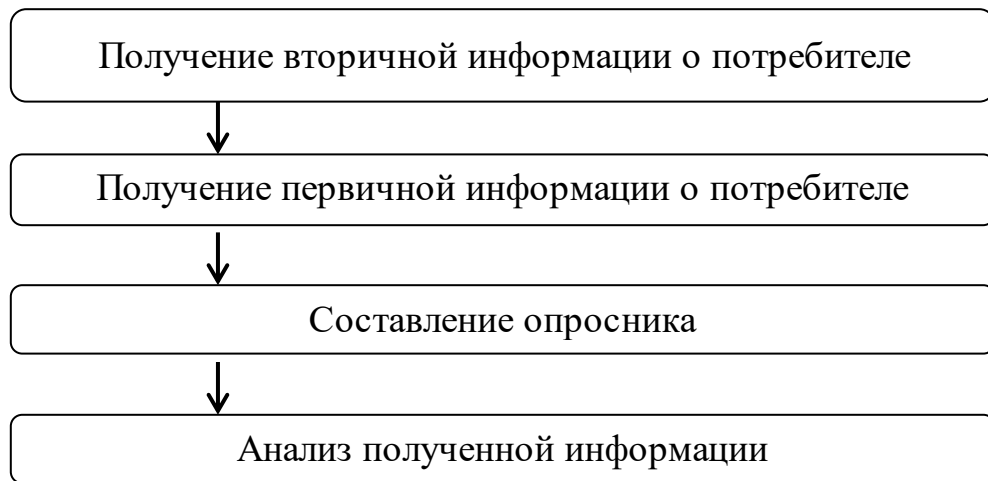 Получение вторичной информации о потребителе
Получение первичной информации о потребителе
Составление опросника
Анализ полученной информации